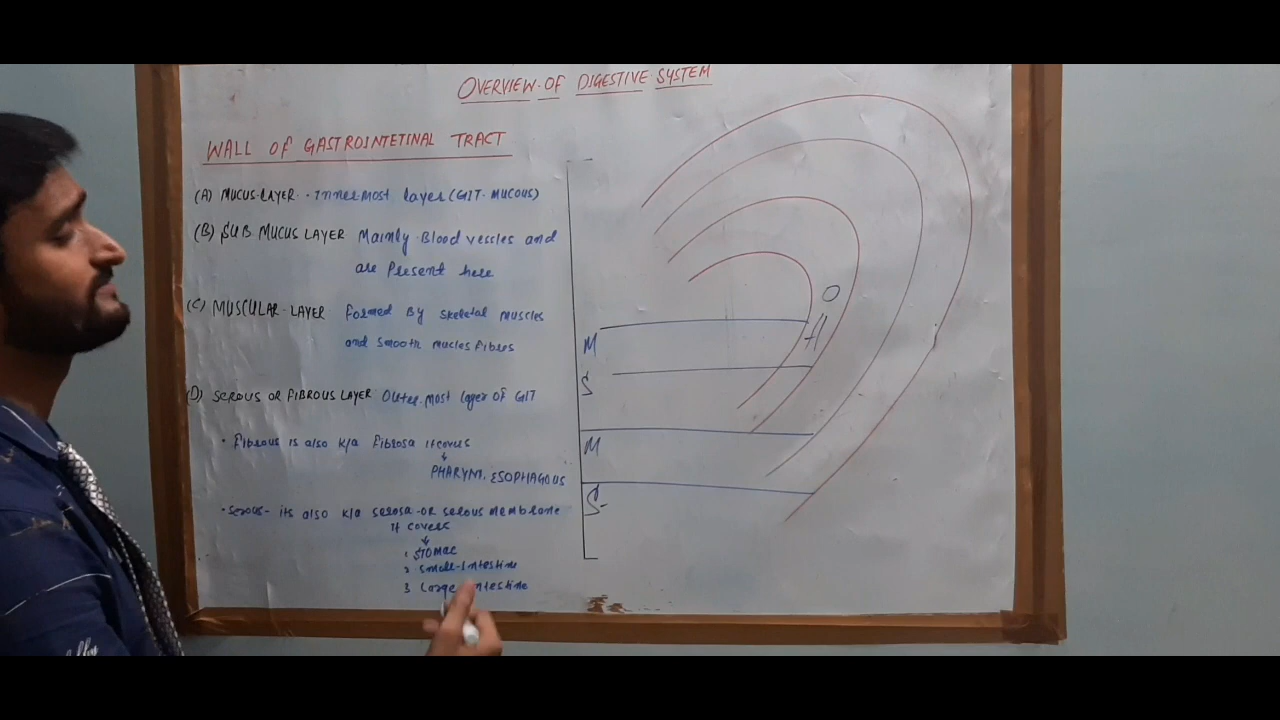 OVERVIEW OF DIGESTIVE SYSTEM
WALL OF GASTROINTETINAL TRACT
(A) MUCUS LAYER - Innermost layer (GIT-MUCOUS)
(B) SUB MUCUS LAYER Mainly Blood vessles and
are Present here
(C) MUSCULAR-LAYER formed By skeletal muscles
and smooth mucles fibres
(D) SEROUS OR FIBROUS LAYER Outer most layer OF GIT
• Fibrous is also k/a Fibrosa it covers
PHARYNX, ESOPHAGOUS
• Serous- its also k/a serosa OR serous membrane
it covers
1 STOMAC
2 Small-Intestine
3 Large Intestine
M
S
M
S